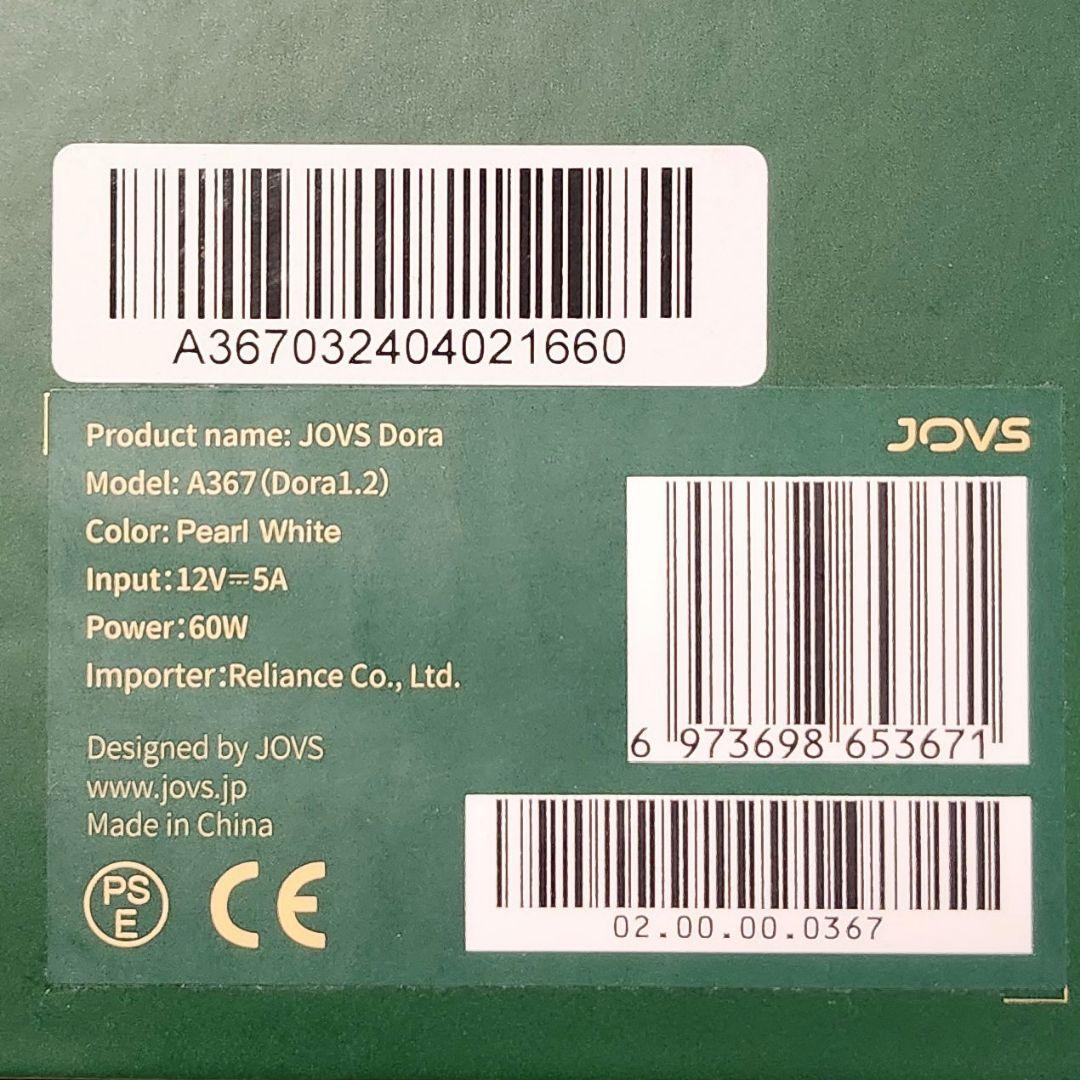 A367032404021660
Product name: JOVS Dora
JOVS
Model: A367(Dora1.2)
Color: Pearl White
Input:12V⎓5A
Power:60W
Importer:Reliance Co., Ltd.
6 973698 653671
Designed by JOVS
www.jovs.jp
Made in China
PS
E
CE
02.00.00.0367